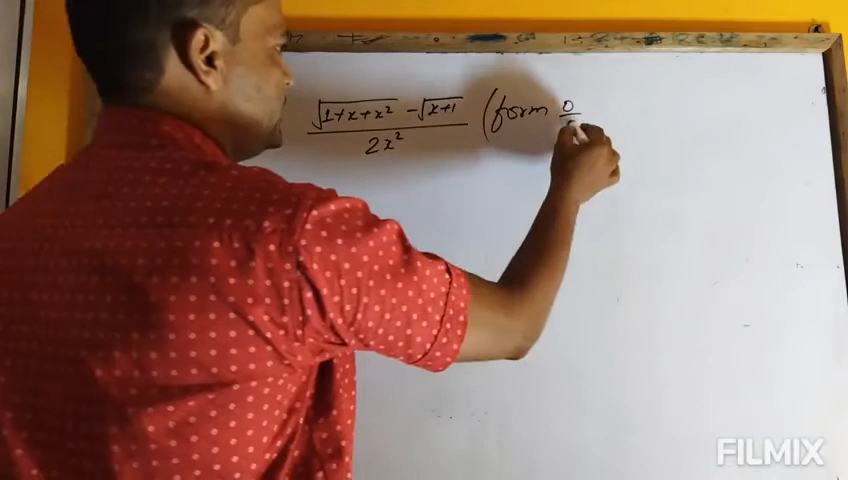 √(1+x+x²) - √(x+1) / 2x² (form 0/
FILMIX